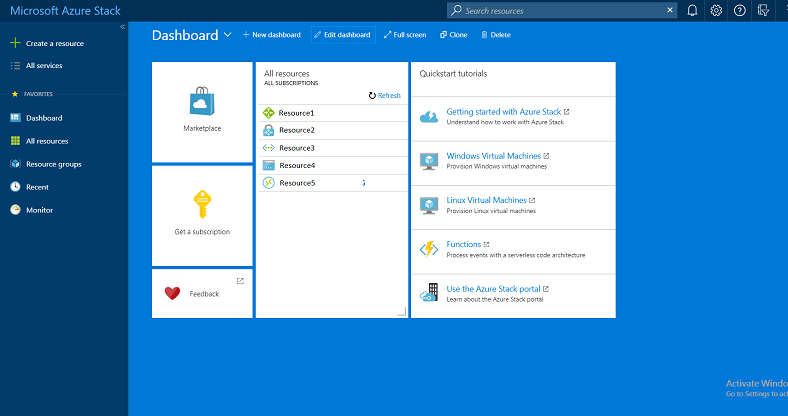 Microsoft Azure Stack
Search resources
Create a resource
All services
FAVORITES
Dashboard
All resources
Resource groups
Recent
Monitor
Dashboard
New dashboard
Edit dashboard
Full screen
Clone
Delete
Marketplace
Get a subscription
Feedback
All resources
ALL SUBSCRIPTIONS
Refresh
Resource1
Resource2
Resource3
Resource4
Resource5
Quickstart tutorials
Getting started with Azure Stack
Understand how to work with Azure Stack
Windows Virtual Machines
Provision Windows virtual machines
Linux Virtual Machines
Provision Linux virtual machines
Functions
Process events with a serverless code architecture
Use the Azure Stack portal
Learn about the Azure Stack portal
Activate Windo
Go to Settings to ac